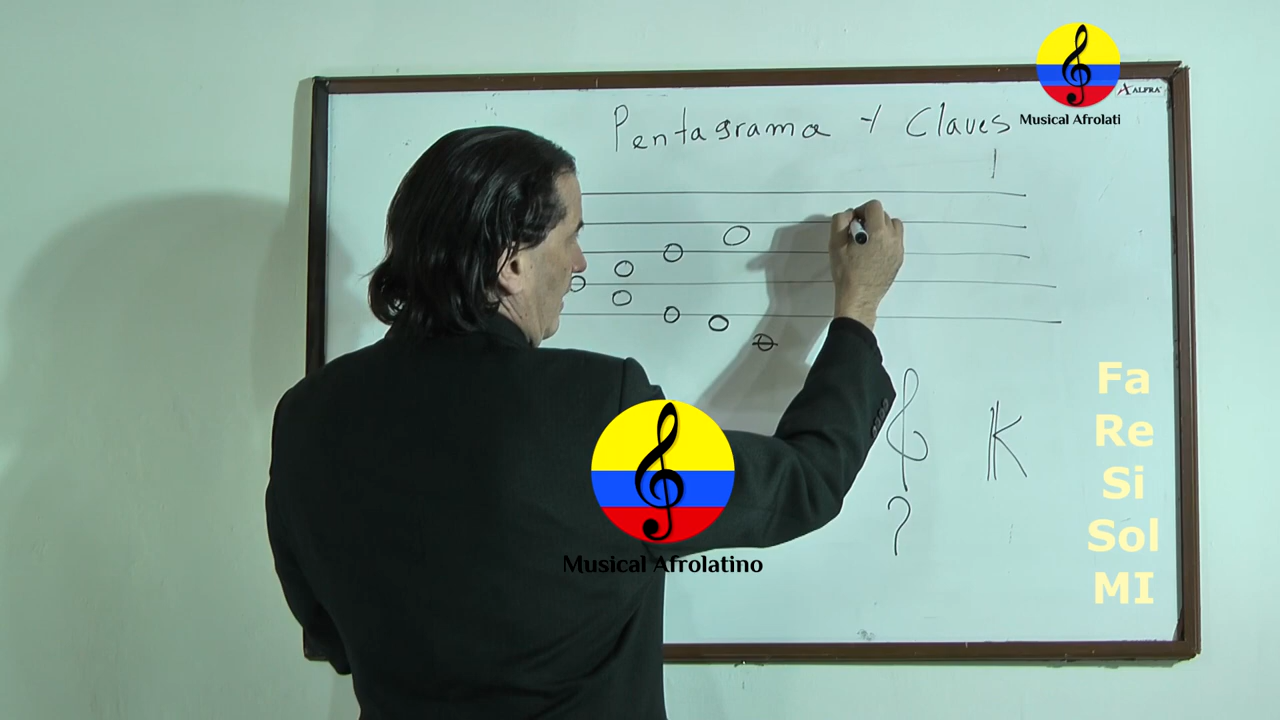 Pentagrama y Claves
ALFRA
Musical Afrolati
Fa
Re
Si
Sol
MI
Musical Afrolatino